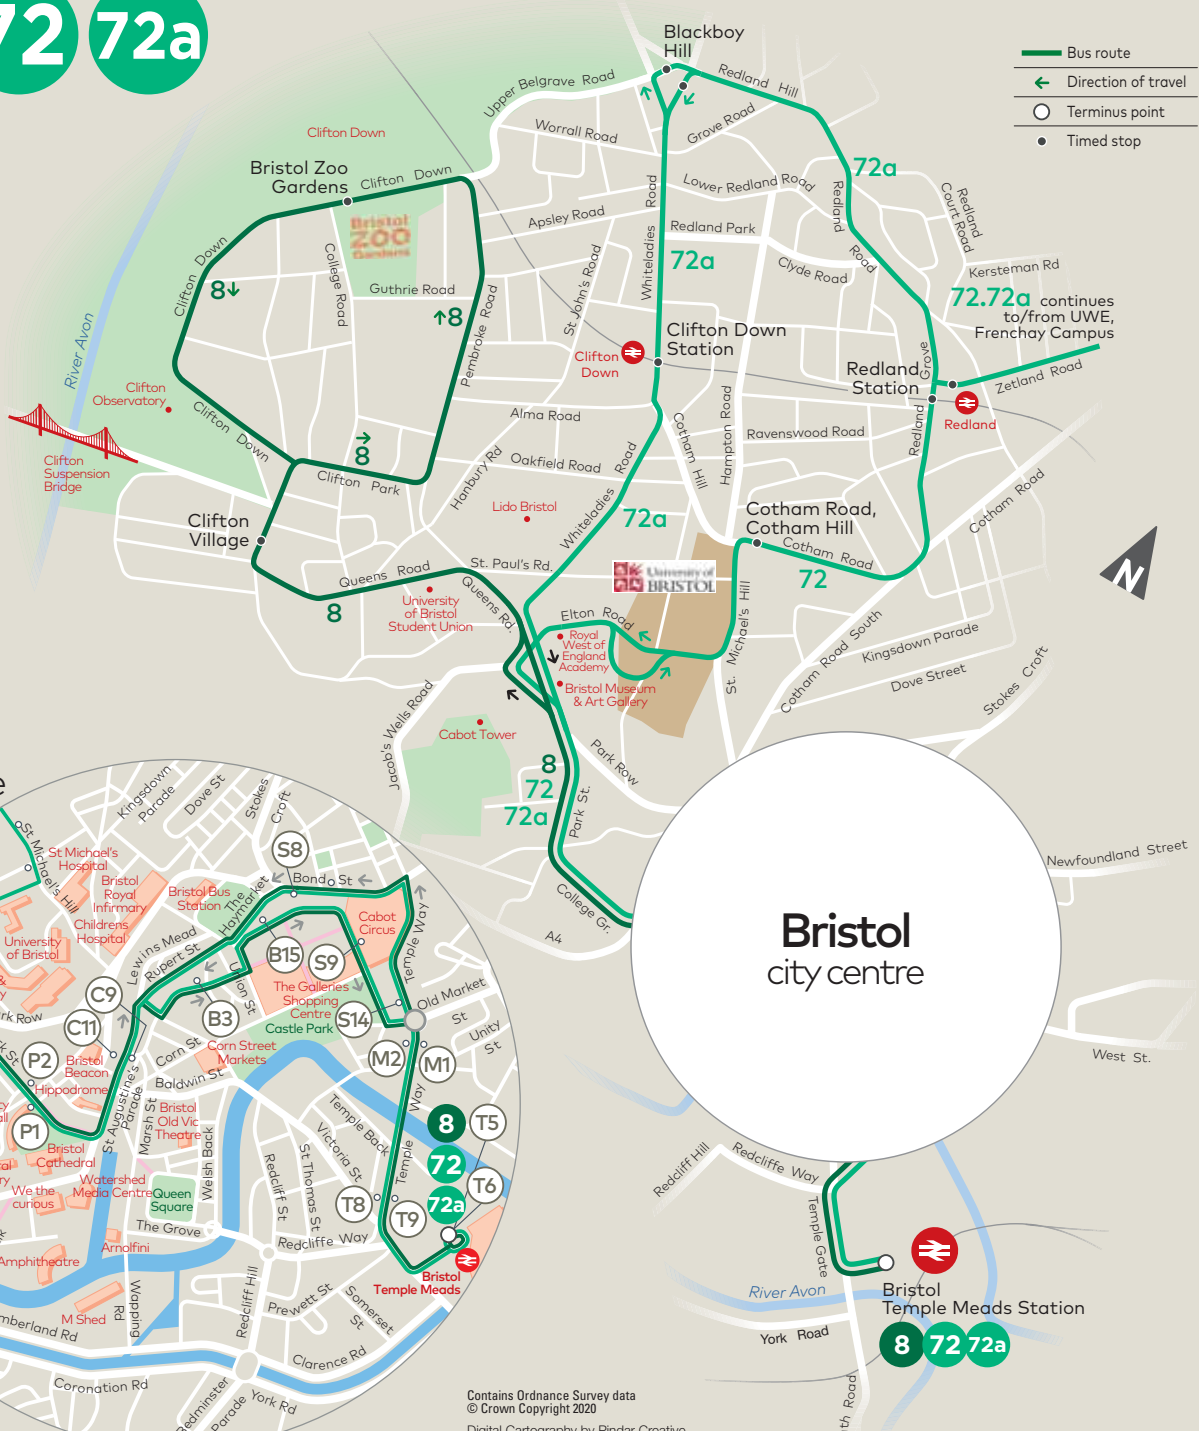 72
72a
Blackboy
Hill
Bus route
Direction of travel
Terminus point
Timed stop
Upper Belgrave Road
Redland Hill
Clifton Down
Worrall Road
Grove Road
Bristol Zoo
Gardens
Clifton Down
72a
Lower Redland Road
Redland
Court Road
Redland
Road
Whiteladies Road
Apsley Road
Redland Park
Bristol
ZOO
Gardens
College Road
Clifton Down
St John's Road
72a
Clyde Road
Kersteman Rd
8
Guthrie Road
8
72.72a continues
to/from UWE,
Frenchay Campus
River Avon
Pembroke Road
Clifton Down
Station
Clifton
Down
Redland
Station
Redland Grove
Zetland Road
Clifton
Observatory
Clifton Down
Alma Road
Cotham Hill
Hampton Road
Ravenswood Road
Redland
Clifton
Suspension
Bridge
8
Clifton Park
Hanbury Rd
Oakfield Road
Whiteladies Road
Lido Bristol
72a
Cotham Road,
Cotham Hill
Cotham Road
Clifton
Village
Cotham Road
72
N
Queens Road
St. Paul's Rd.
University of
BRISTOL
8
University
of Bristol
Student Union
Queens Rd.
Elton Road
St. Michael's Hill
Royal
West of
England
Academy
Cotham Road South
Kingsdown Parade
Dove Street
Stokes Croft
Bristol Museum
& Art Gallery
Jacob's Wells Road
Cabot Tower
Park Row
8
72
72a
Park St.
College Gr.
A4
Newfoundland Street
Bristol
city centre
West St.
Kingsdown
Parade
Dove St
Stokes
Croft
St Michael's Hill
St Michael's
Hospital
S8
Bond St
Bristol
Royal
Infirmary
Bristol Bus
Station
The
Haymarket
Cabot
Circus
Childrens
Hospital
University
of Bristol
Lewins Mead
Rupert St
B15
S9
Temple Way
Union St
The Galleries
Shopping
Centre
Old Market
St
C9
B3
Castle Park
S14
C11
Corn St
Corn Street
Markets
M2
M1
Unity
St
P2
Bristol
Beacon
Hippodrome
Baldwin St
St Augustine's
Parade
Marsh St
Bristol
Old Vic
Theatre
Temple Back
Way
8
T5
P1
Bristol
Cathedral
Welsh Back
Victoria St
Temple
72
T6
Watershed
Media Centre
Queen
Square
Redcliff St
St Thomas St
T8
T9
72a
We the
curious
The Grove
Redcliffe Way
Amphitheatre
Arnolfini
Bristol
Temple Meads
M Shed
Wapping
Rd
Redcliff Hill
Prewett St
Somerset
St
Clarence Rd
Coronation Rd
York Rd
Parade
Redcliff Hill
Redcliffe Way
Temple Gate
River Avon
York Road
Bristol
Temple Meads Station
8
72
72a
Contains Ordnance Survey data
© Crown Copyright 2020
Digital Cartography by Pindar Creative